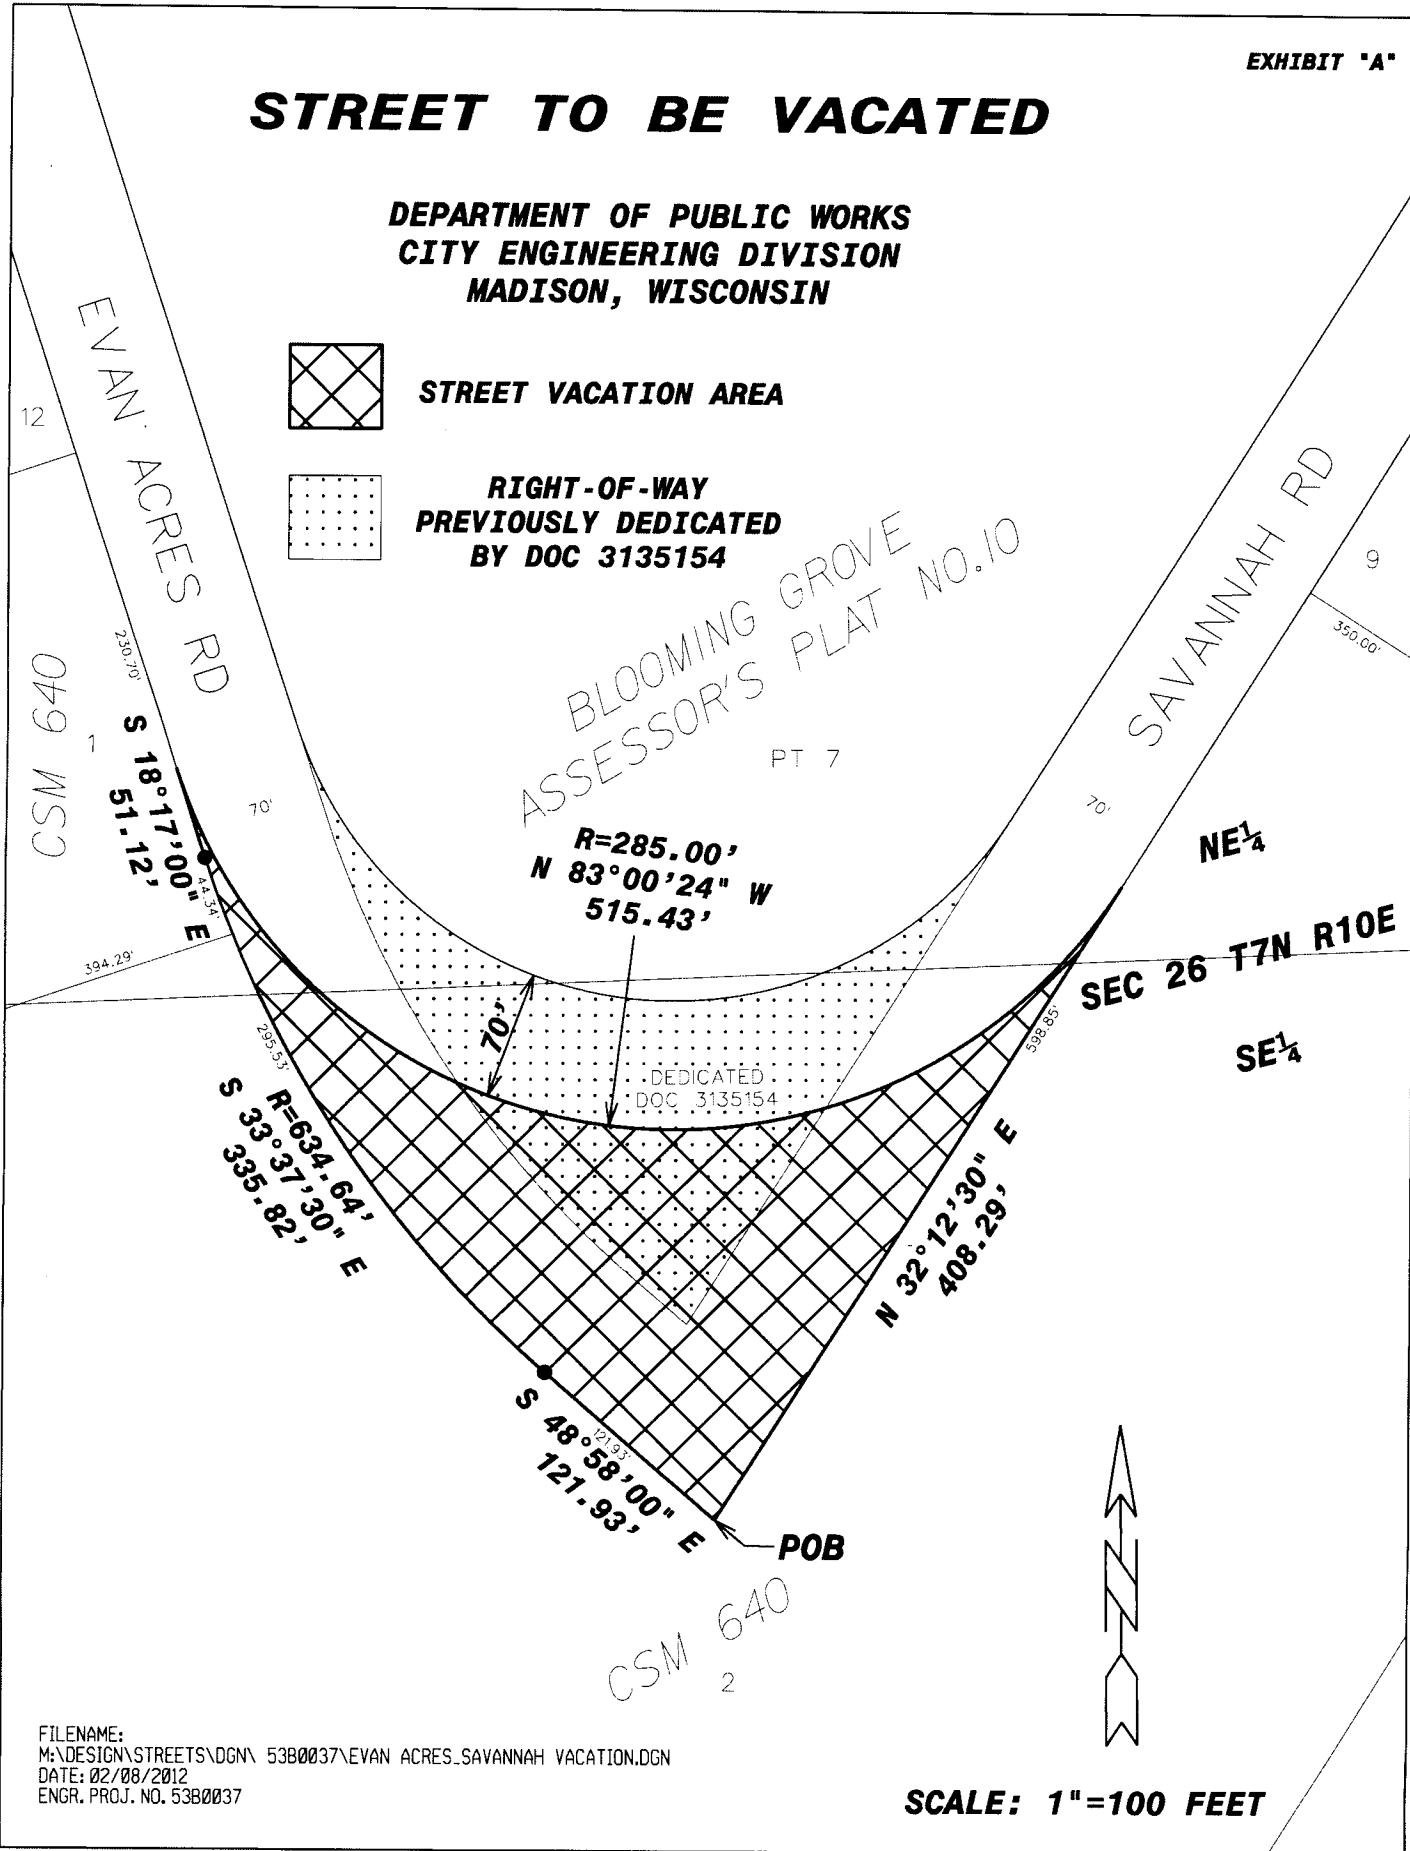 EXHIBIT "A"
STREET TO BE VACATED
DEPARTMENT OF PUBLIC WORKS
CITY ENGINEERING DIVISION
MADISON, WISCONSIN
STREET VACATION AREA
RIGHT-OF-WAY
PREVIOUSLY DEDICATED
BY DOC 3135154
EVAN ACRES RD
12
CSM 640
1
230.70'
S 18°17'00" E
51.12'
44.34'
394.29'
70'
BLOOMING GROVE
ASSESSOR'S PLAT NO.10
PT 7
SAVANNAH RD
9
350.00'
70'
R=285.00'
N 83°00'24" W
515.43'
NE¼
SEC 26 T7N R10E
SE¼
70'
DEDICATED
DOC 3135154
295.53'
R=634.64'
S 33°37'30" E
335.82'
598.85'
N 32°12'30" E
408.29'
121.93'
S 48°58'00" E
121.93'
POB
CSM 640
2
N
FILENAME:
M:\DESIGN\STREETS\DGN\ 53B0037\EVAN ACRES_SAVANNAH VACATION.DGN
DATE: 02/08/2012
ENGR. PROJ. NO. 53B0037
SCALE: 1"=100 FEET